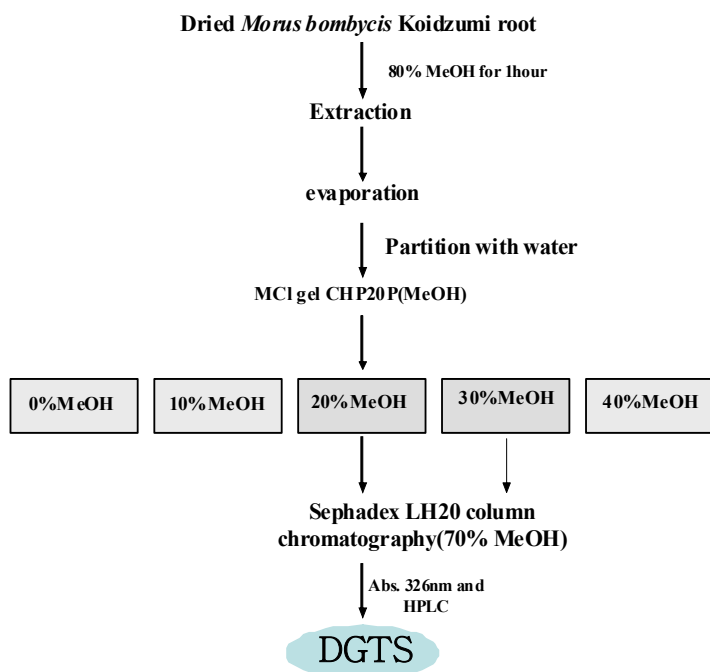 Dried Morus bombycis Koidzumi root
80% MeOH for 1hour
Extraction
evaporation
Partition with water
MCl gel CHP20P(MeOH)
0%MeOH
10%MeOH
20%MeOH
30%MeOH
40%MeOH
Sephadex LH20 column
chromatography(70% MeOH)
Abs. 326nm and
HPLC
DGTS